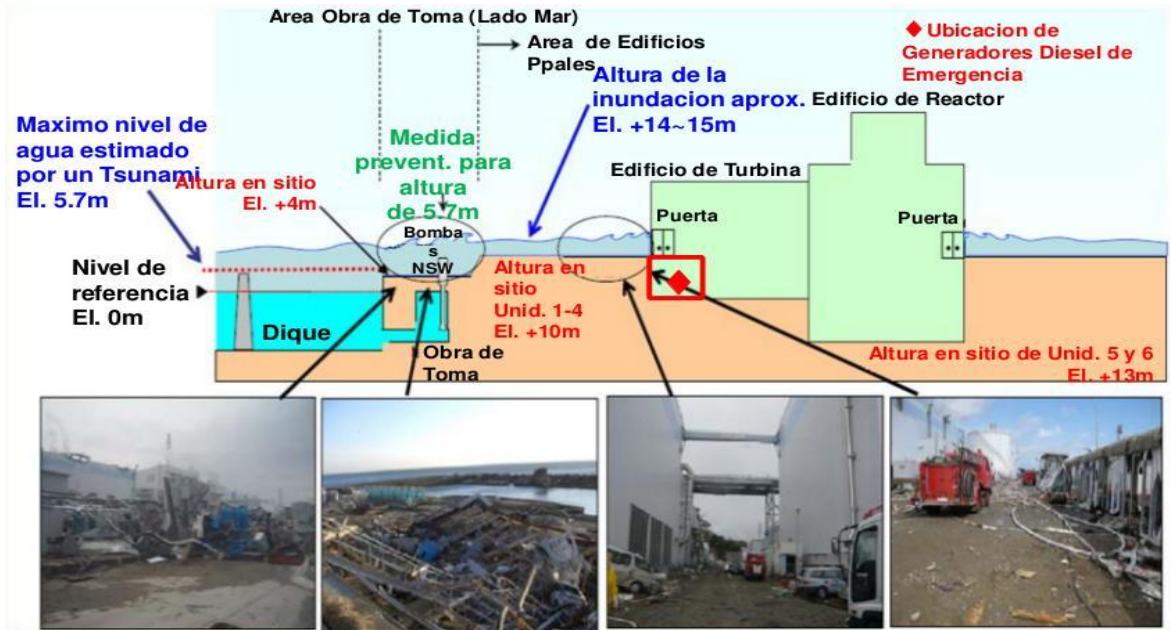 Area Obra de Toma (Lado Mar)
Area de Edificios
Ppales
Ubicacion de
Generadores Diesel de
Emergencia
Altura de la
inundacion aprox.
El. +14~15m
Edificio de Reactor
Maximo nivel de
agua estimado
por un Tsunami
El. 5.7m
Altura en sitio
El. +4m
Medida
prevent. para
altura
de 5.7m
Edificio de Turbina
Puerta
Puerta
Bomba
s
NSW
Nivel de
referencia
El. 0m
Altura en
sitio
Unid. 1-4
El. +10m
Dique
Obra de
Toma
Altura en sitio de Unid. 5 y 6
El. +13m